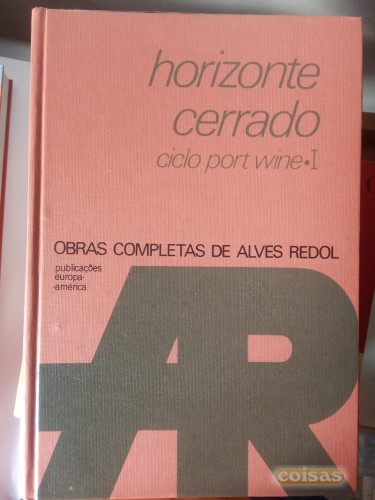 horizonte
cerrado
ciclo port wine•I
OBRAS COMPLETAS DE ALVES REDOL
publicações
europa-
-américa
AR
coisas